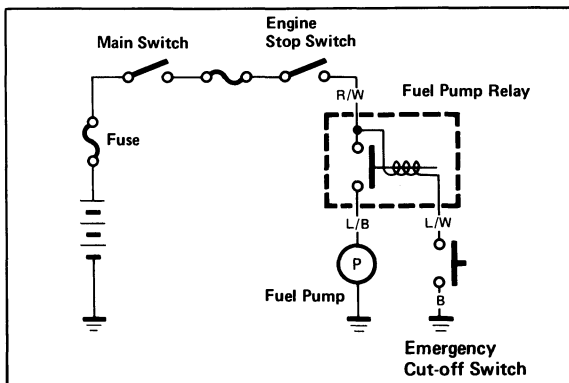 Engine
Stop Switch
Main Switch
R/W
Fuel Pump Relay
Fuse
L/B
L/W
P
Fuel Pump
B
Emergency
Cut-off Switch